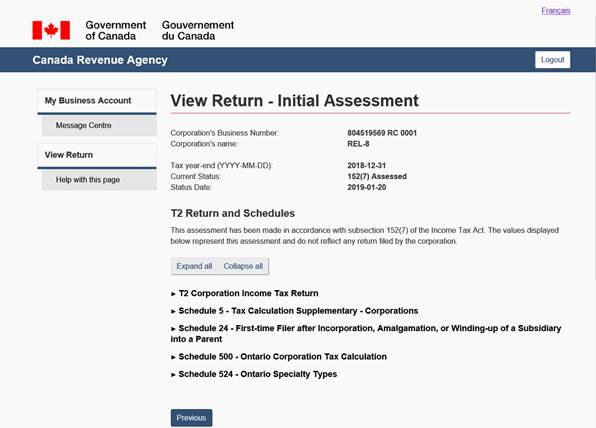 Français
Government of Canada
Gouvernement du Canada
Canada Revenue Agency
Logout
My Business Account
Message Centre
View Return
Help with this page
View Return - Initial Assessment
Corporation's Business Number: 804519569 RC 0001
Corporation's name: REL-8
Tax year-end (YYYY-MM-DD): 2018-12-31
Current Status: 152(7) Assessed
Status Date: 2019-01-20
T2 Return and Schedules
This assessment has been made in accordance with subsection 152(7) of the Income Tax Act. The values displayed
below represent this assessment and do not reflect any return filed by the corporation.
Expand all Collapse all
► T2 Corporation Income Tax Return
► Schedule 5 - Tax Calculation Supplementary - Corporations
► Schedule 24 - First-time Filer after Incorporation, Amalgamation, or Winding-up of a Subsidiary
into a Parent
► Schedule 500 - Ontario Corporation Tax Calculation
► Schedule 524 - Ontario Specialty Types
Previous